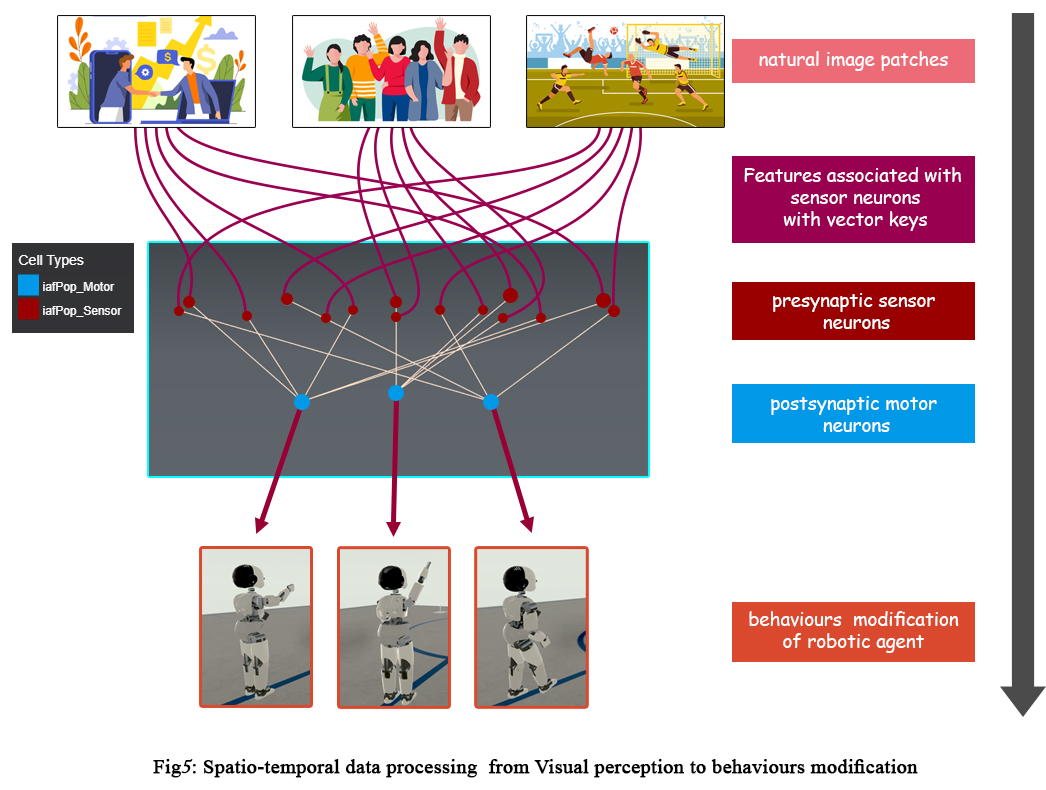 natural image patches
Features associated with
sensor neurons
with vector keys
Cell Types
iafPop_Motor
iafPop_Sensor
presynaptic sensor
neurons
postsynaptic motor
neurons
behaviours modification
of robotic agent
Fig5: Spatio-temporal data processing from Visual perception to behaviours modification